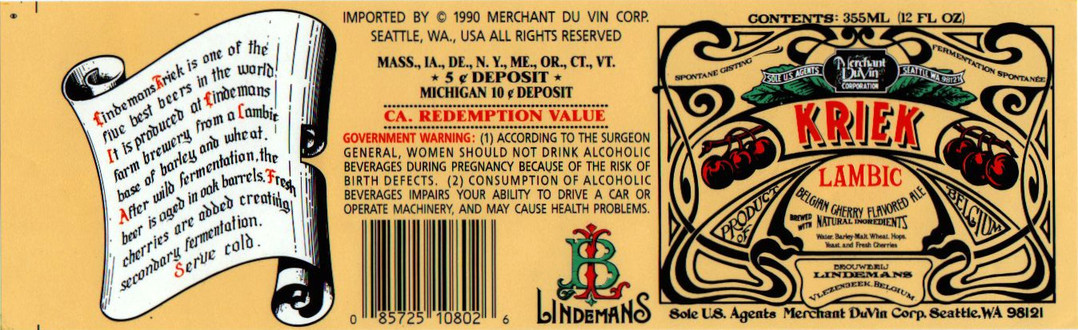 Lindemans Kriek is one of the
five best beers in the world!
It is produced at Lindemans
farm brewery from a Lambic
base of barley and wheat.
After wild fermentation, the
beer is aged in oak barrels. Fresh
cherries are added creating
secondary fermentation.
Serve cold.
IMPORTED BY © 1990 MERCHANT DU VIN CORP.
SEATTLE, WA., USA ALL RIGHTS RESERVED
MASS., IA., DE., N. Y., ME., OR., CT., VT.
★ 5 ¢ DEPOSIT ★
MICHIGAN 10 ¢ DEPOSIT
CA. REDEMPTION VALUE
GOVERNMENT WARNING: (1) ACCORDING TO THE SURGEON
GENERAL, WOMEN SHOULD NOT DRINK ALCOHOLIC
BEVERAGES DURING PREGNANCY BECAUSE OF THE RISK OF
BIRTH DEFECTS. (2) CONSUMPTION OF ALCOHOLIC
BEVERAGES IMPAIRS YOUR ABILITY TO DRIVE A CAR OR
OPERATE MACHINERY, AND MAY CAUSE HEALTH PROBLEMS.
0 85725 10802 6
BL
LINDEMANS
CONTENTS: 355ML (12 FL OZ)
SPONTANE GISTING
FERMENTATION SPONTANÉE
SOLE U.S. AGENTS
Merchant
Du Vin
CORPORATION
SEATTLE, WA 98121
KRIEK
LAMBIC
PRODUCT
OF
BELGIUM
BELGIAN CHERRY FLAVORED ALE
BREWED
WITH
NATURAL INGREDIENTS
Water, Barley-Malt, Wheat, Hops,
Yeast and Fresh Cherries
BROUWERIJ
LINDEMANS
VLEZENBEEK, BELGIUM
Sole U.S. Agents Merchant DuVin Corp. Seattle, WA 98121